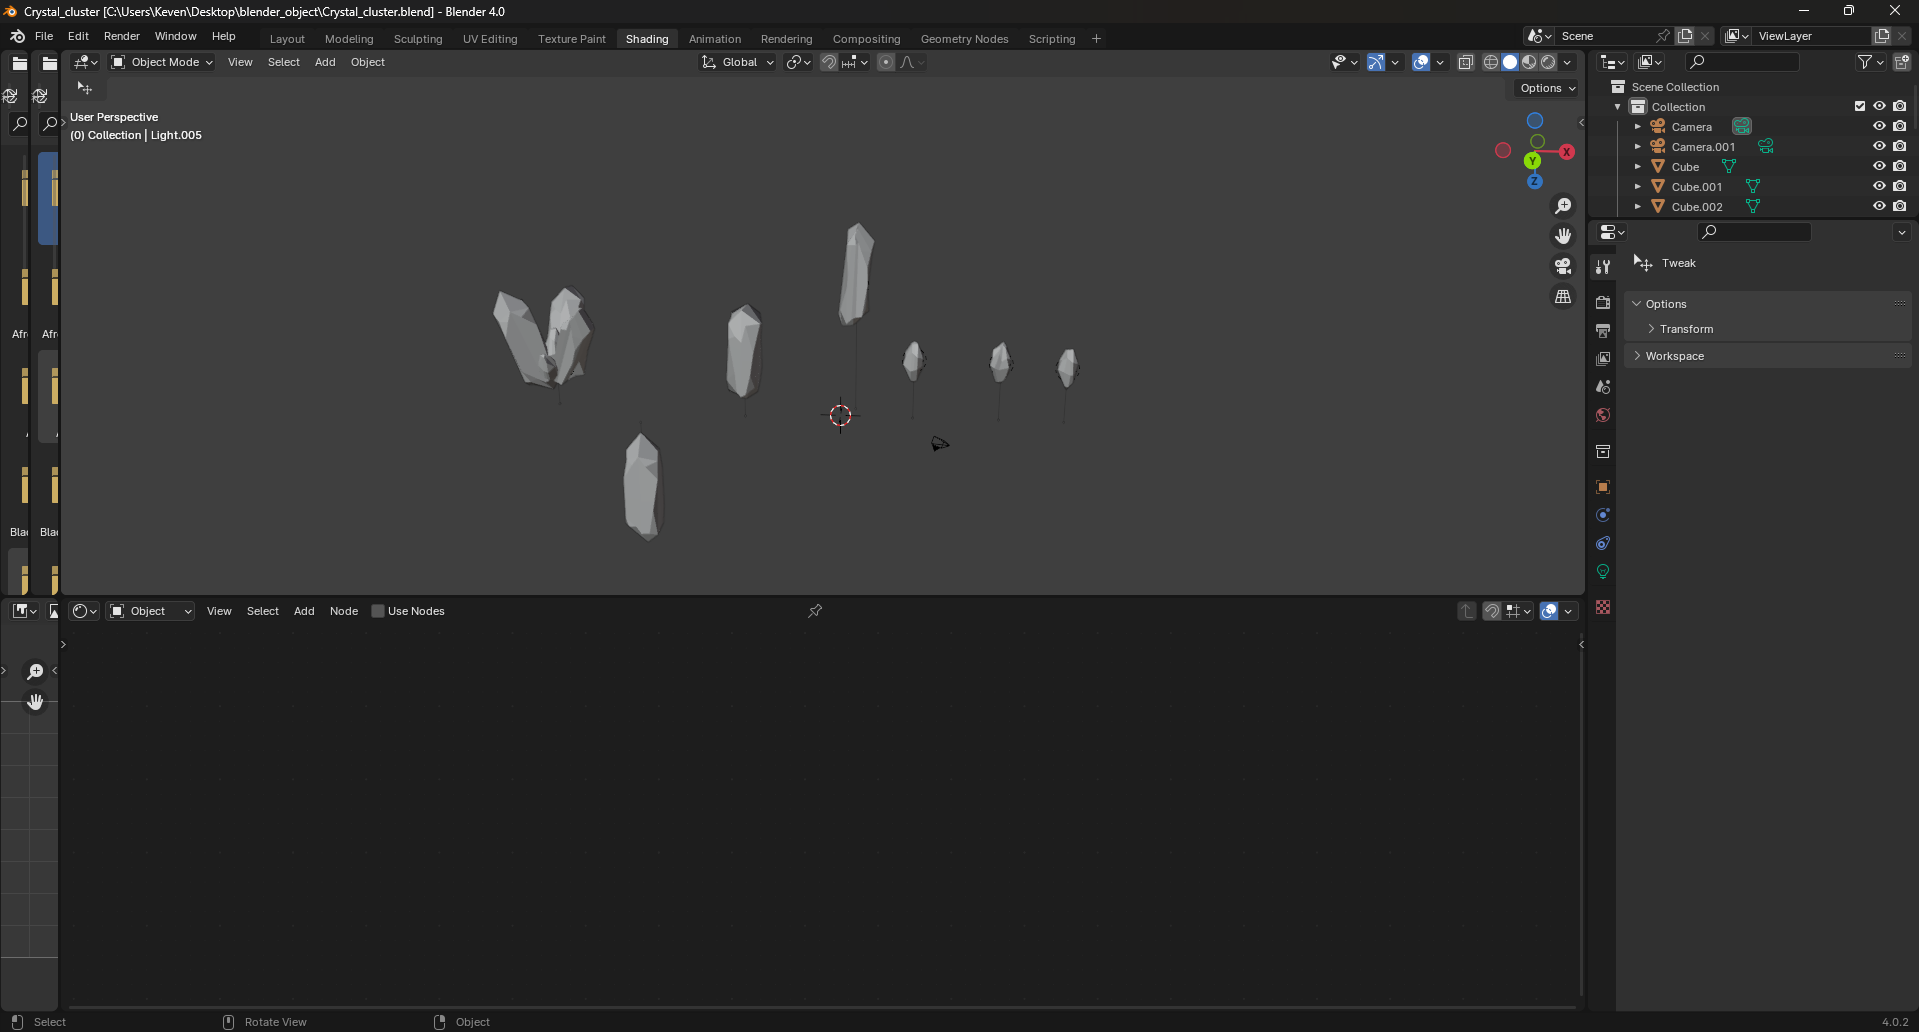 Crystal_cluster [C:\Users\Keven\Desktop\blender_object\Crystal_cluster.blend] - Blender 4.0
File Edit Render Window Help Layout Modeling Sculpting UV Editing Texture Paint Shading Animation Rendering Compositing Geometry Nodes Scripting + Scene ViewLayer
Object Mode View Select Add Object Global
Options
User Perspective
(0) Collection | Light.005
X
Y
Z
Scene Collection
Collection
Camera
Camera.001
Cube
Cube.001
Cube.002
Tweak
Options
Transform
Workspace
Afr Afr
Bla Bla
Object View Select Add Node Use Nodes
Select Rotate View Object 4.0.2